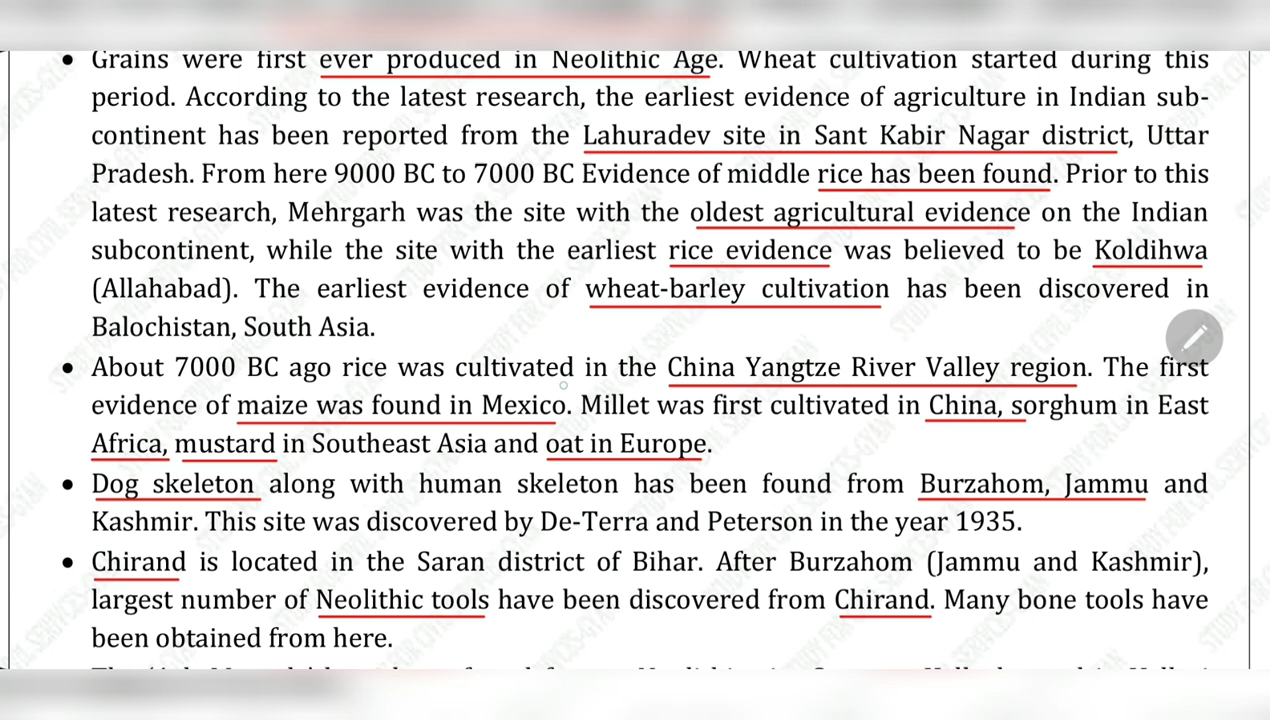 • Grains were first ever produced in Neolithic Age. Wheat cultivation started during this
period. According to the latest research, the earliest evidence of agriculture in Indian sub-
continent has been reported from the Lahuradev site in Sant Kabir Nagar district, Uttar
Pradesh. From here 9000 BC to 7000 BC Evidence of middle rice has been found. Prior to this
latest research, Mehrgarh was the site with the oldest agricultural evidence on the Indian
subcontinent, while the site with the earliest rice evidence was believed to be Koldihwa
(Allahabad). The earliest evidence of wheat-barley cultivation has been discovered in
Balochistan, South Asia.
• About 7000 BC ago rice was cultivated in the China Yangtze River Valley region. The first
evidence of maize was found in Mexico. Millet was first cultivated in China, sorghum in East
Africa, mustard in Southeast Asia and oat in Europe.
• Dog skeleton along with human skeleton has been found from Burzahom, Jammu and
Kashmir. This site was discovered by De-Terra and Peterson in the year 1935.
• Chirand is located in the Saran district of Bihar. After Burzahom (Jammu and Kashmir),
largest number of Neolithic tools have been discovered from Chirand. Many bone tools have
been obtained from here.